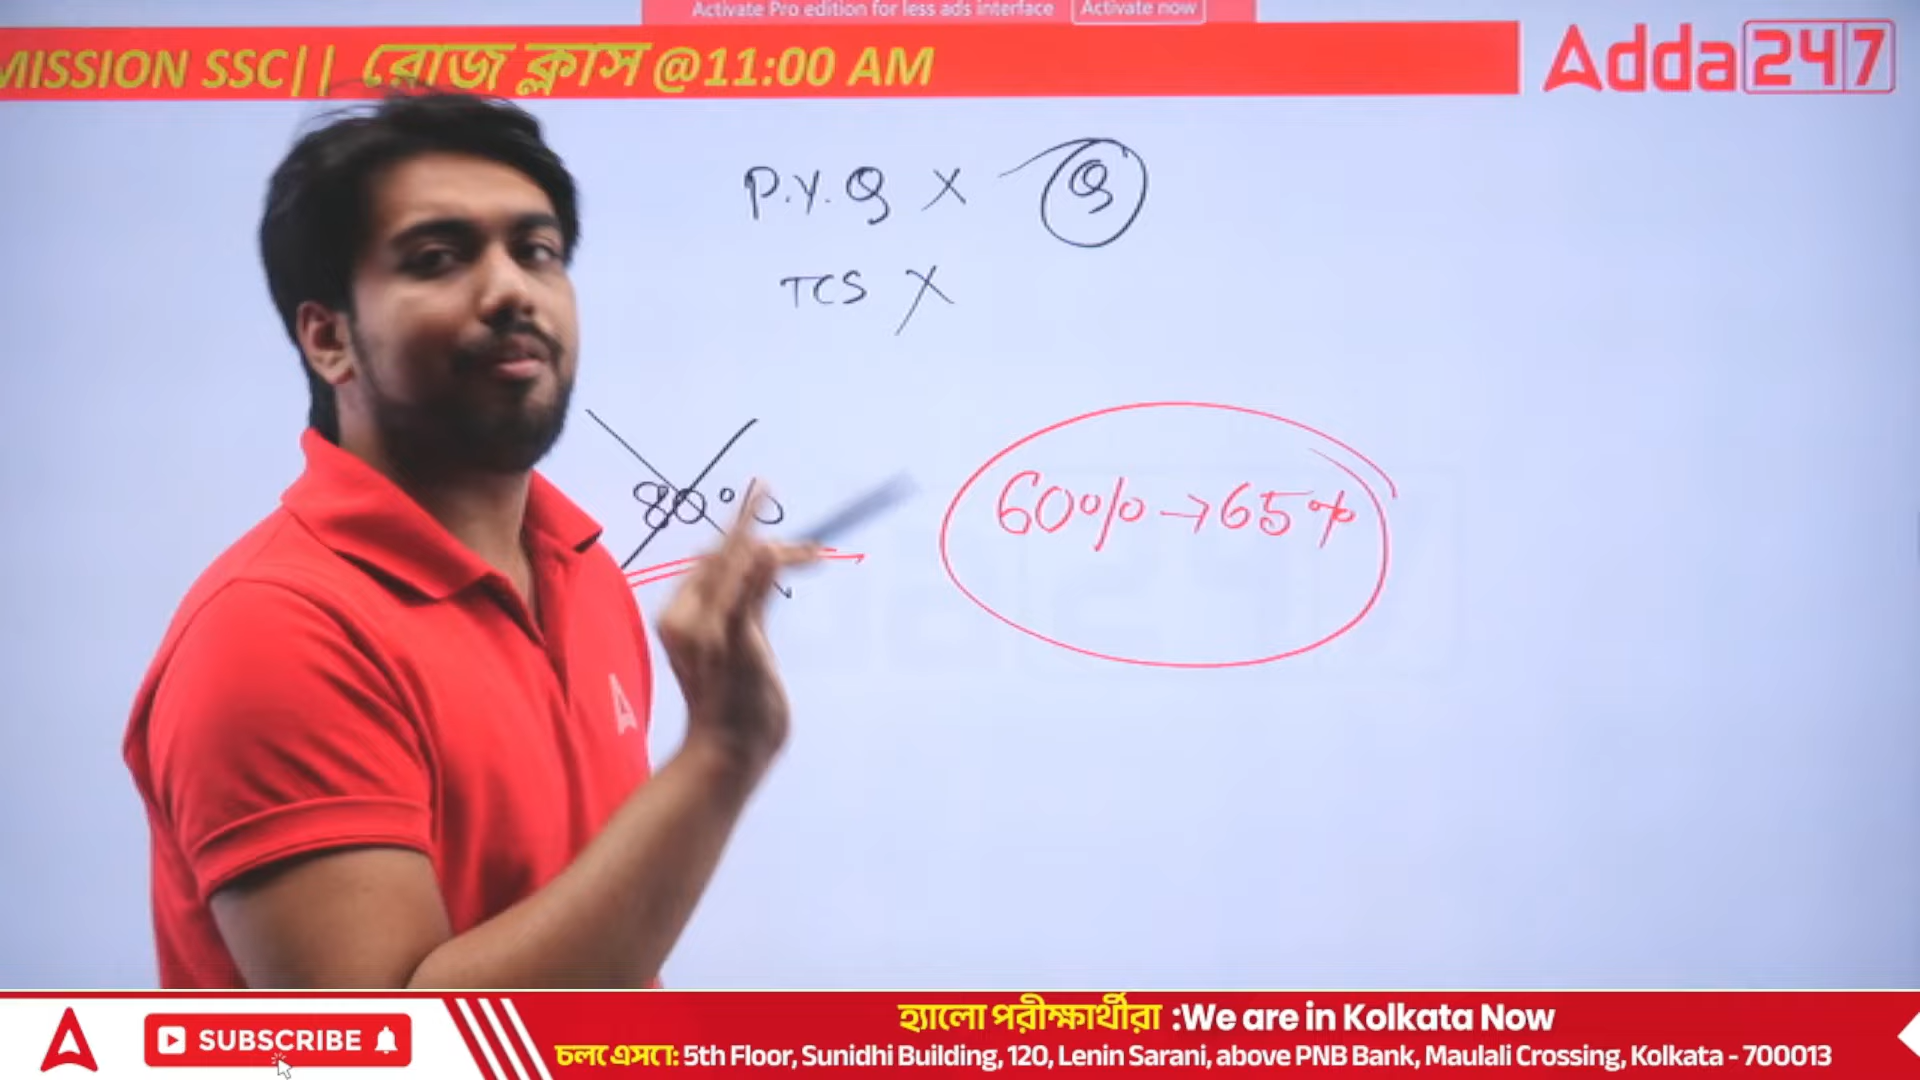 Activate Pro edition for less ads interface Activate now
MISSION SSC|| রোজ ক্লাস @11:00 AM
Adda247
P.Y.Q X Q
TCS X
80%
60% → 65%
হ্যালো পরীক্ষার্থীরা :We are in Kolkata Now
SUBSCRIBE
চলে এসো: 5th Floor, Sunidhi Building, 120, Lenin Sarani, above PNB Bank, Maulali Crossing, Kolkata - 700013